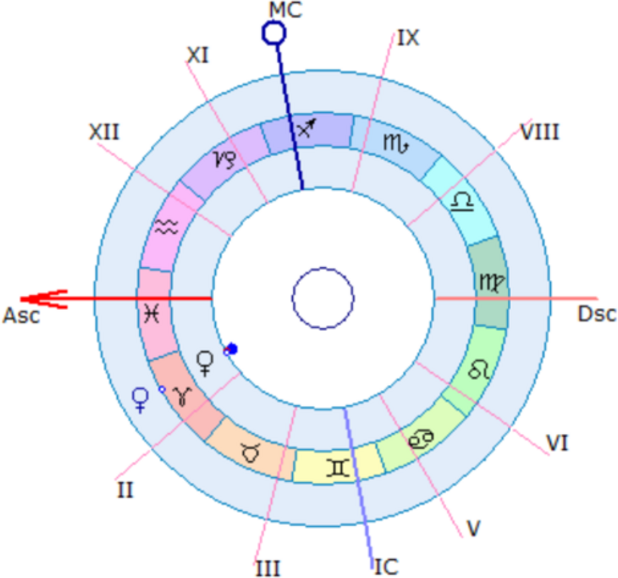 MC
IX
XI
♐
♏
XII
♑
VIII
♎
♒
♍
Asc
♓
Dsc
♀
♌
♀
♈
♋
VI
♉
♊
II
V
III
IC